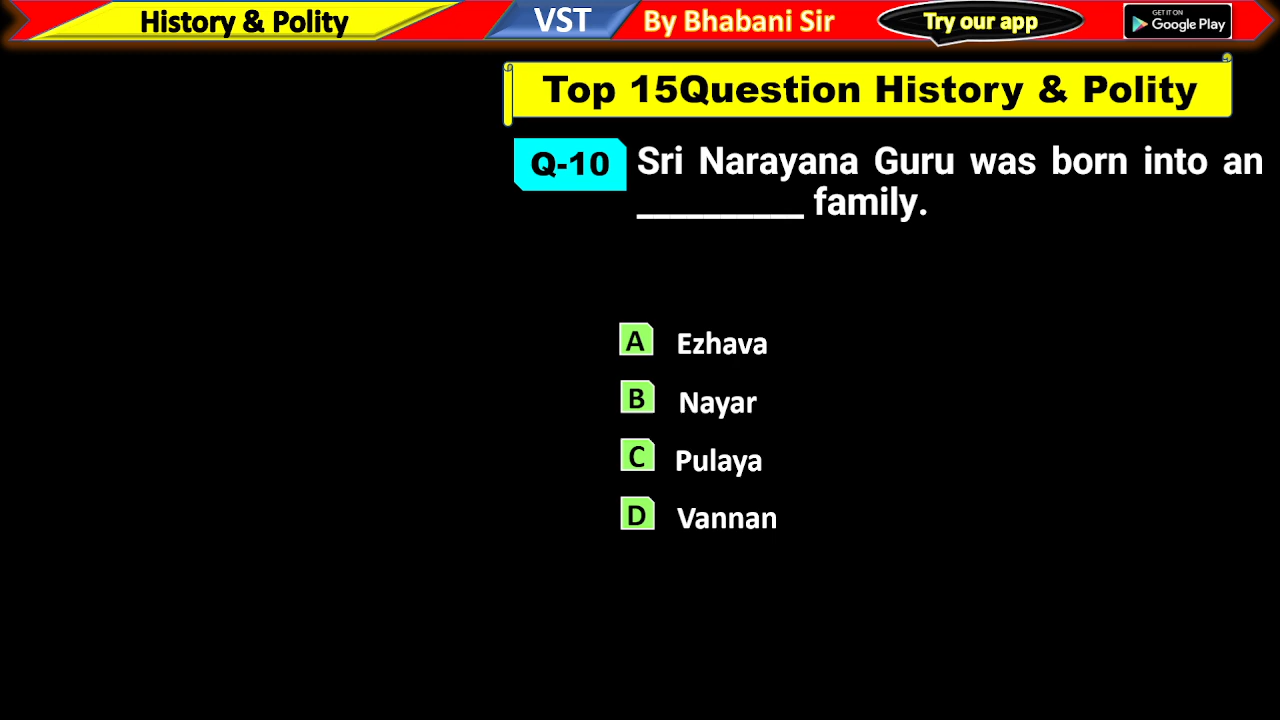 History & Polity
VST
By Bhabani Sir
Try our app
GET IT ON
Google Play
Top 15Question History & Polity
Q-10 Sri Narayana Guru was born into an
__________ family.
A Ezhava
B Nayar
C Pulaya
D Vannan